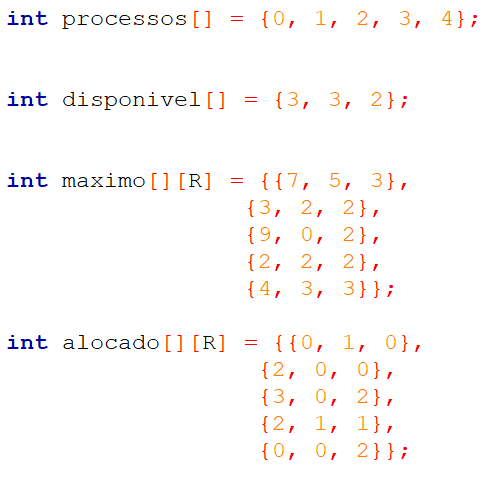 int processos[] = {0, 1, 2, 3, 4};
int disponivel[] = {3, 3, 2};
int maximo[][R] = {{7, 5, 3},
{3, 2, 2},
{9, 0, 2},
{2, 2, 2},
{4, 3, 3}};
int alocado[][R] = {{0, 1, 0},
{2, 0, 0},
{3, 0, 2},
{2, 1, 1},
{0, 0, 2}};